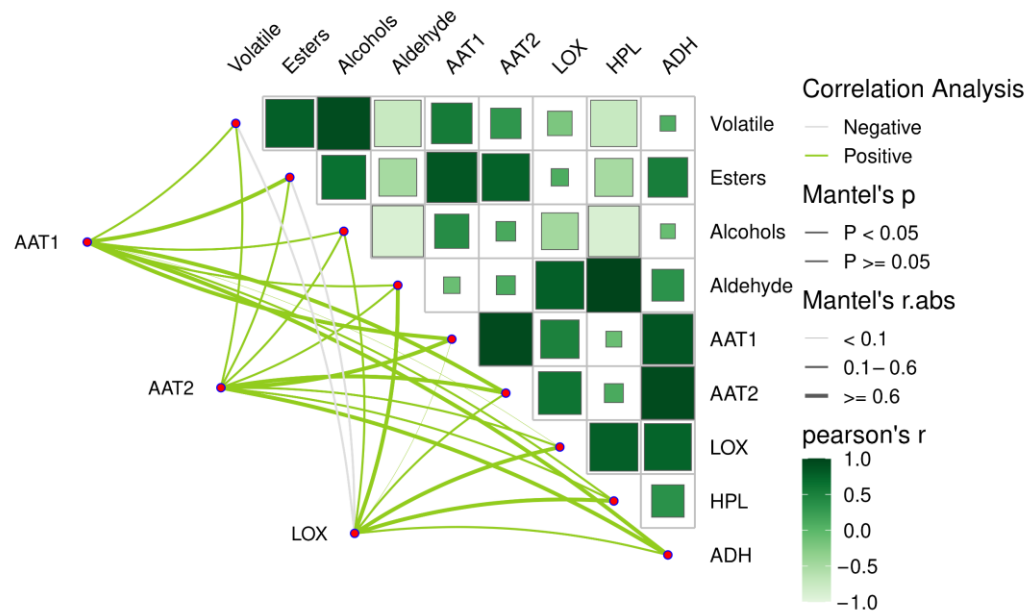 Volatile
Esters
Alcohols
Aldehyde
AAT1
AAT2
LOX
HPL
ADH
Volatile
Esters
Alcohols
Aldehyde
AAT1
AAT2
LOX
HPL
ADH
AAT1
AAT2
LOX
Correlation Analysis
Negative
Positive
Mantel's p
P < 0.05
P >= 0.05
Mantel's r.abs
< 0.1
0.1 – 0.6
>= 0.6
pearson's r
1.0
0.5
0.0
−0.5
−1.0